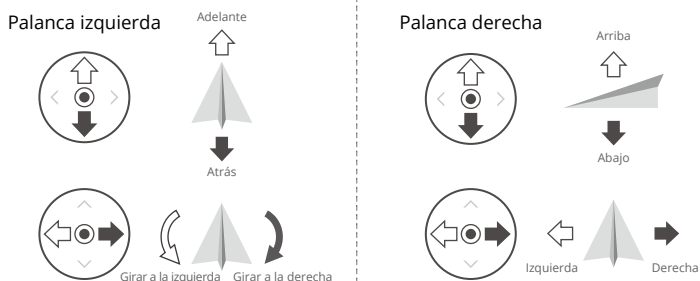 Palanca izquierda
Adelante
Atrás
Girar a la izquierda
Girar a la derecha
Palanca derecha
Arriba
Abajo
Izquierda
Derecha